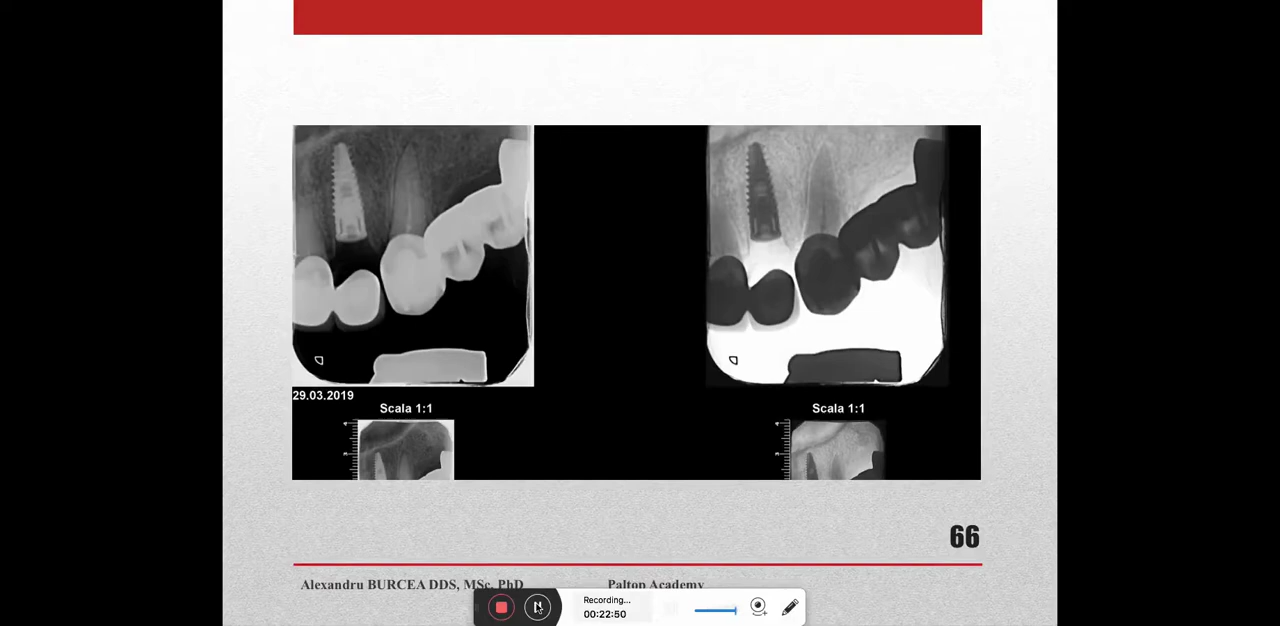 29.03.2019
Scala 1:1
Scala 1:1
66
Alexandru BURCEA DDS, MSc, PhD
Palton Academy
Recording...
00:22:50